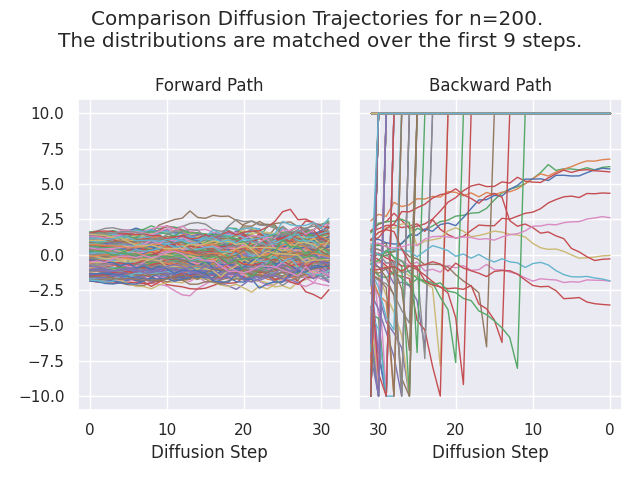 Comparison Diffusion Trajectories for n=200.
The distributions are matched over the first 9 steps.
Forward Path
Backward Path
10.0
7.5
5.0
2.5
0.0
−2.5
−5.0
−7.5
−10.0
0 10 20 30
30 20 10 0
Diffusion Step
Diffusion Step